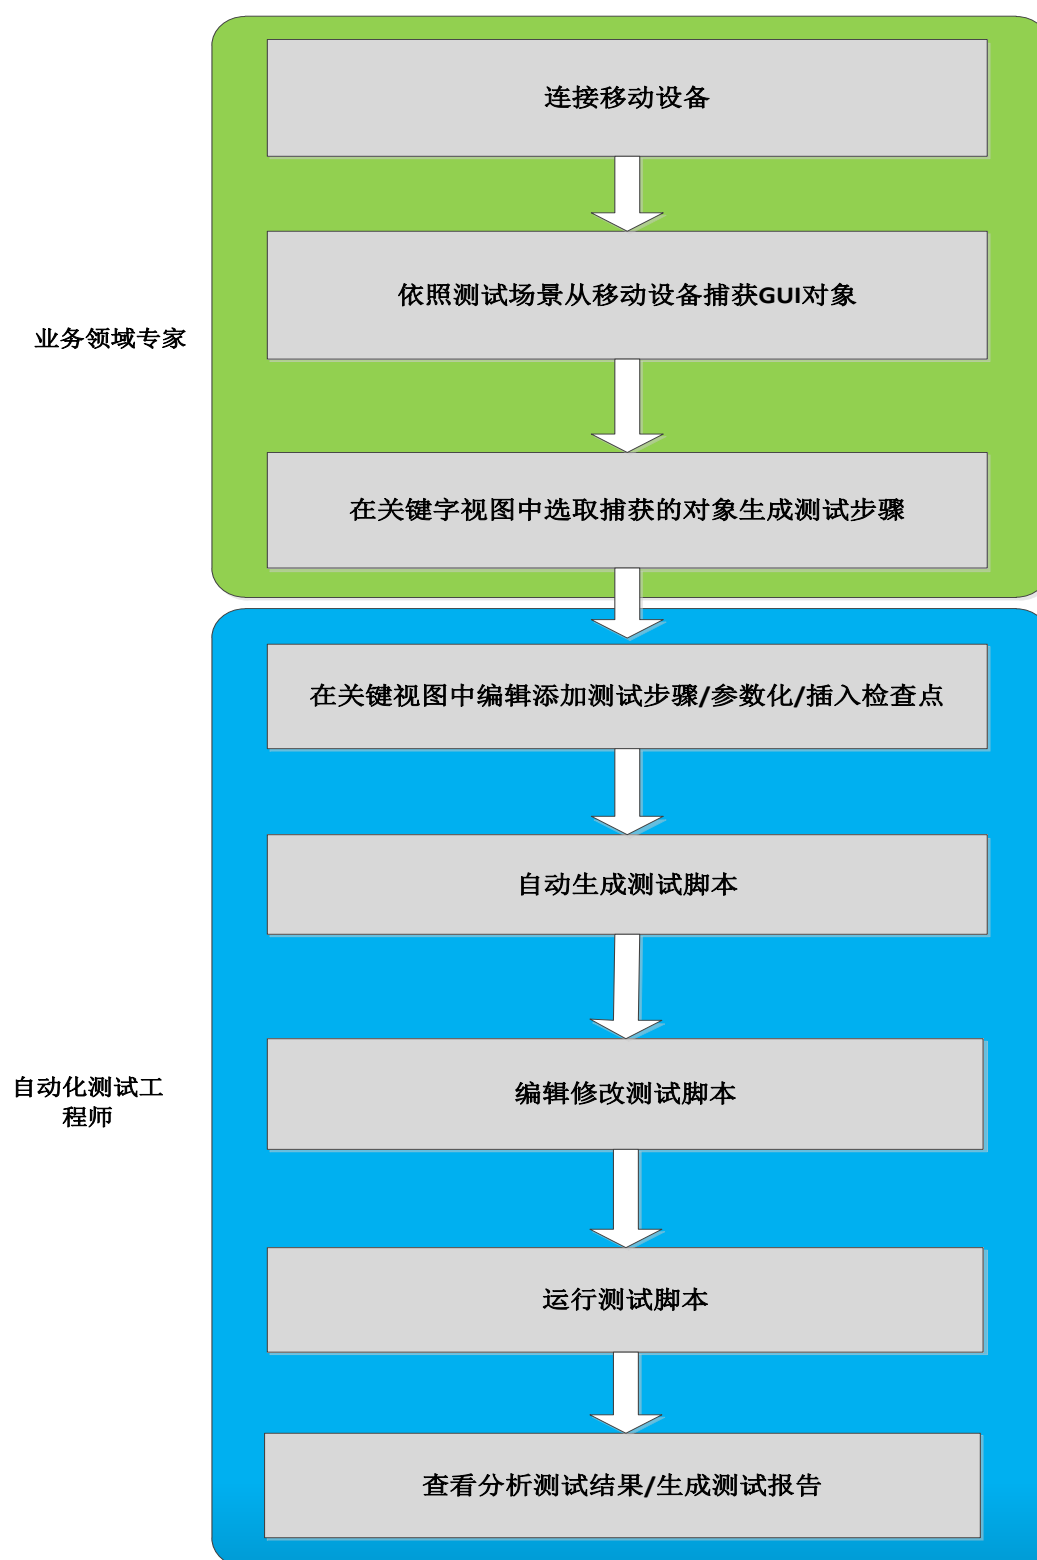 连接移动设备
依照测试场景从移动设备捕获GUI对象
业务领域专家
在关键字视图中选取捕获的对象生成测试步骤
在关键视图中编辑添加测试步骤/参数化/插入检查点
自动生成测试脚本
自动化测试工
程师
编辑修改测试脚本
运行测试脚本
查看分析测试结果/生成测试报告